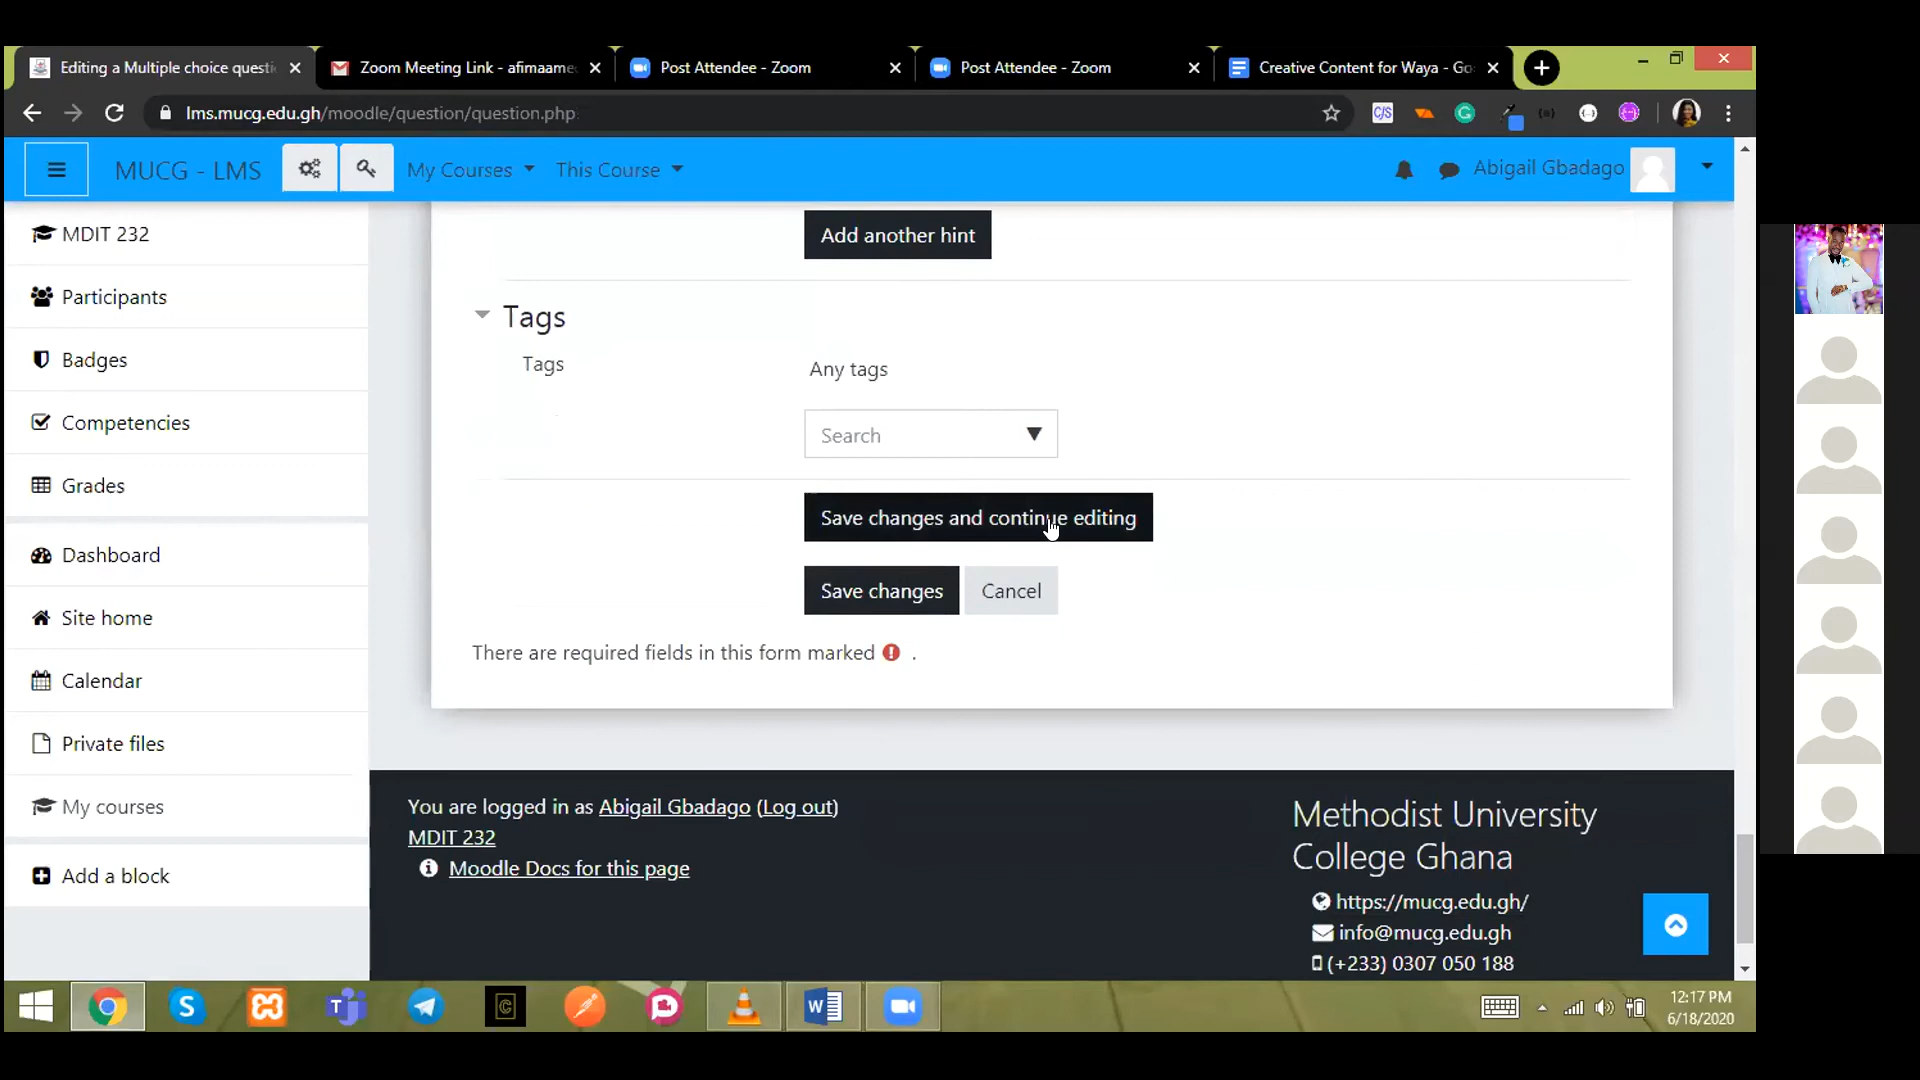 Editing a Multiple choice questi
Zoom Meeting Link - afimaame
Post Attendee - Zoom
Post Attendee - Zoom
Creative Content for Waya - Go
lms.mucg.edu.gh/moodle/question/question.php
MUCG - LMS
My Courses
This Course
Abigail Gbadago
MDIT 232
Participants
Badges
Competencies
Grades
Dashboard
Site home
Calendar
Private files
My courses
Add a block
Add another hint
Tags
Tags
Any tags
Search
Save changes and continue editing
Save changes
Cancel
There are required fields in this form marked .
You are logged in as Abigail Gbadago (Log out)
MDIT 232
Moodle Docs for this page
Methodist University
College Ghana
https://mucg.edu.gh/
info@mucg.edu.gh
(+233) 0307 050 188
12:17 PM
6/18/2020